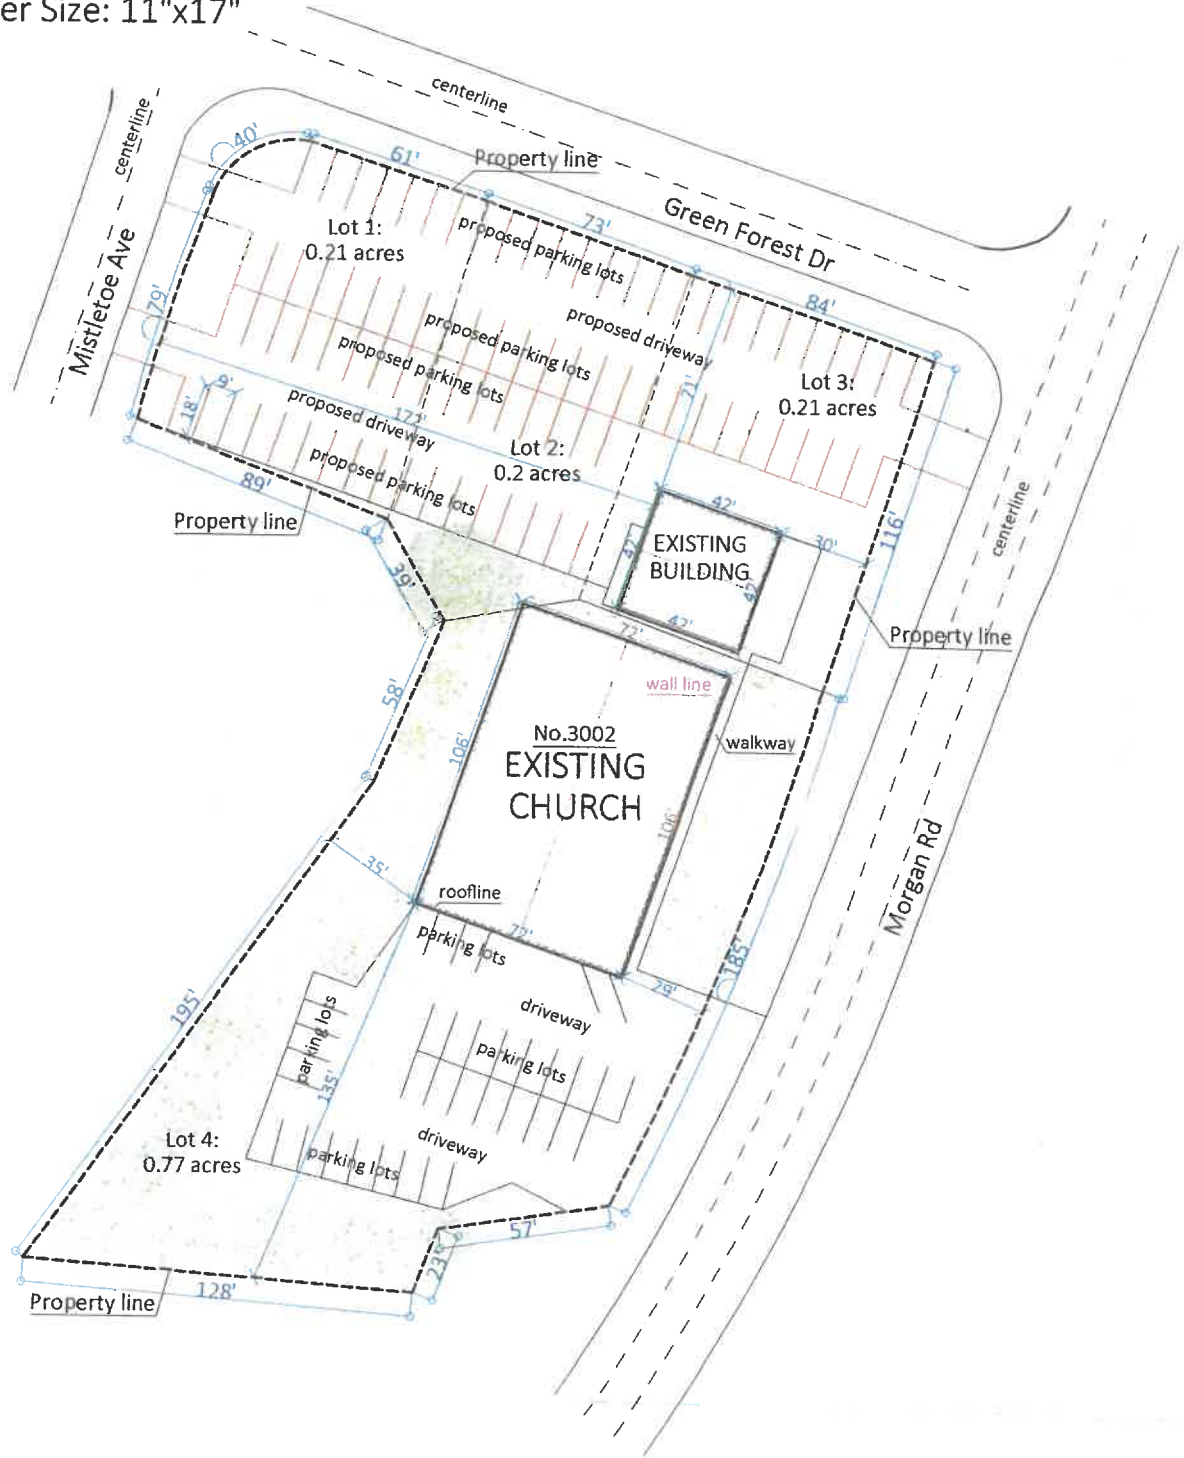 er Size: 11"x17"
centerline
centerline
40'
61'
Property line
73'
Green Forest Dr
84'
Mistletoe Ave
79'
Lot 1:
0.21 acres
proposed parking lots
proposed parking lots
proposed driveway
proposed parking lots
Lot 3:
0.21 acres
71'
9'
18'
proposed driveway
172'
Lot 2:
0.2 acres
proposed parking lots
89'
Property line
42'
EXISTING
BUILDING
42'
42'
42'
30'
116'
centerline
39'
72'
Property line
58'
wall line
No.3002
EXISTING
CHURCH
106'
106'
walkway
Morgan Rd
35'
roofline
72'
parking lots
185'
29'
195'
driveway
parking lots
parking lots
135'
driveway
Lot 4:
0.77 acres
parking lots
57'
23'
128'
Property line